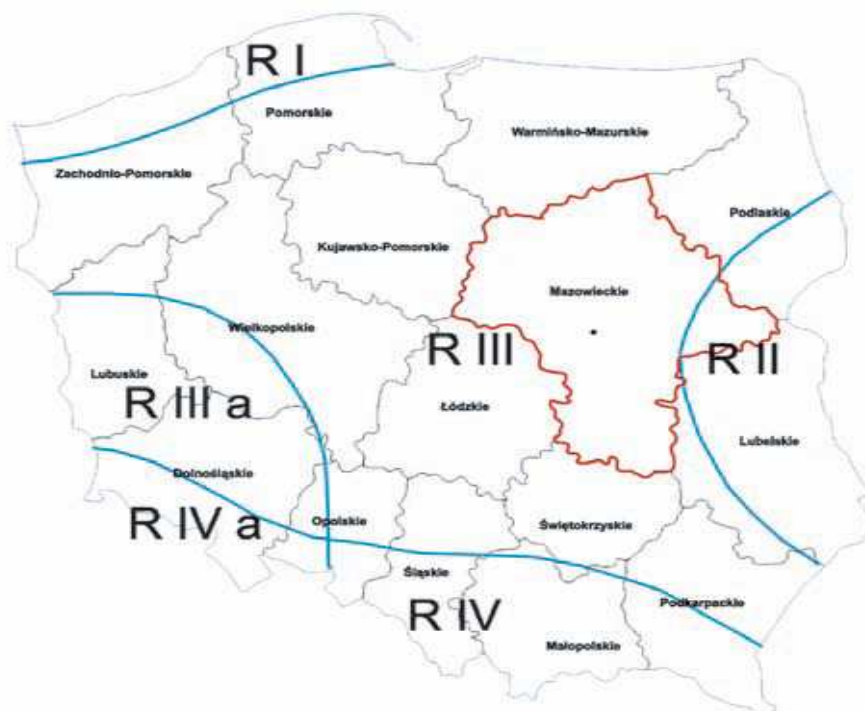 R I
Pomorskie
Warmińsko-Mazurskie
Zachodnio-Pomorskie
Podlaskie
Kujawsko-Pomorskie
Mazowieckie
Wielkopolskie
R III
R II
Lubuskie
R III a
Łódzkie
Lubelskie
Dolnośląskie
R IV a
Opolskie
Świętokrzyskie
Śląskie
Podkarpackie
R IV
Małopolskie